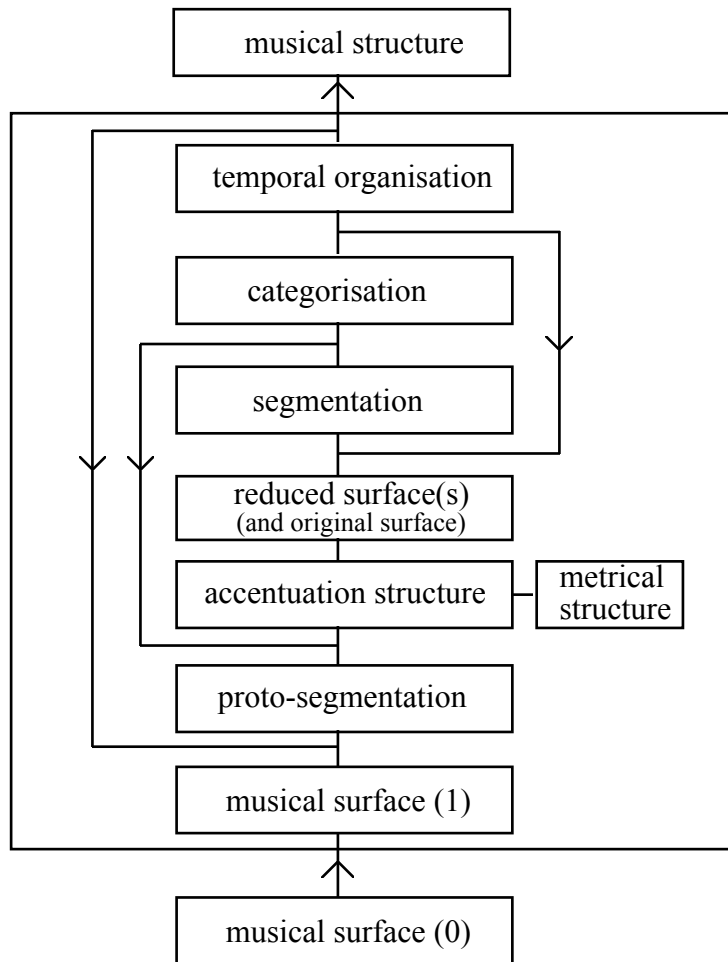 musical structure
temporal organisation
categorisation
segmentation
reduced surface(s)
(and original surface)
accentuation structure
metrical
structure
proto-segmentation
musical surface (1)
musical surface (0)